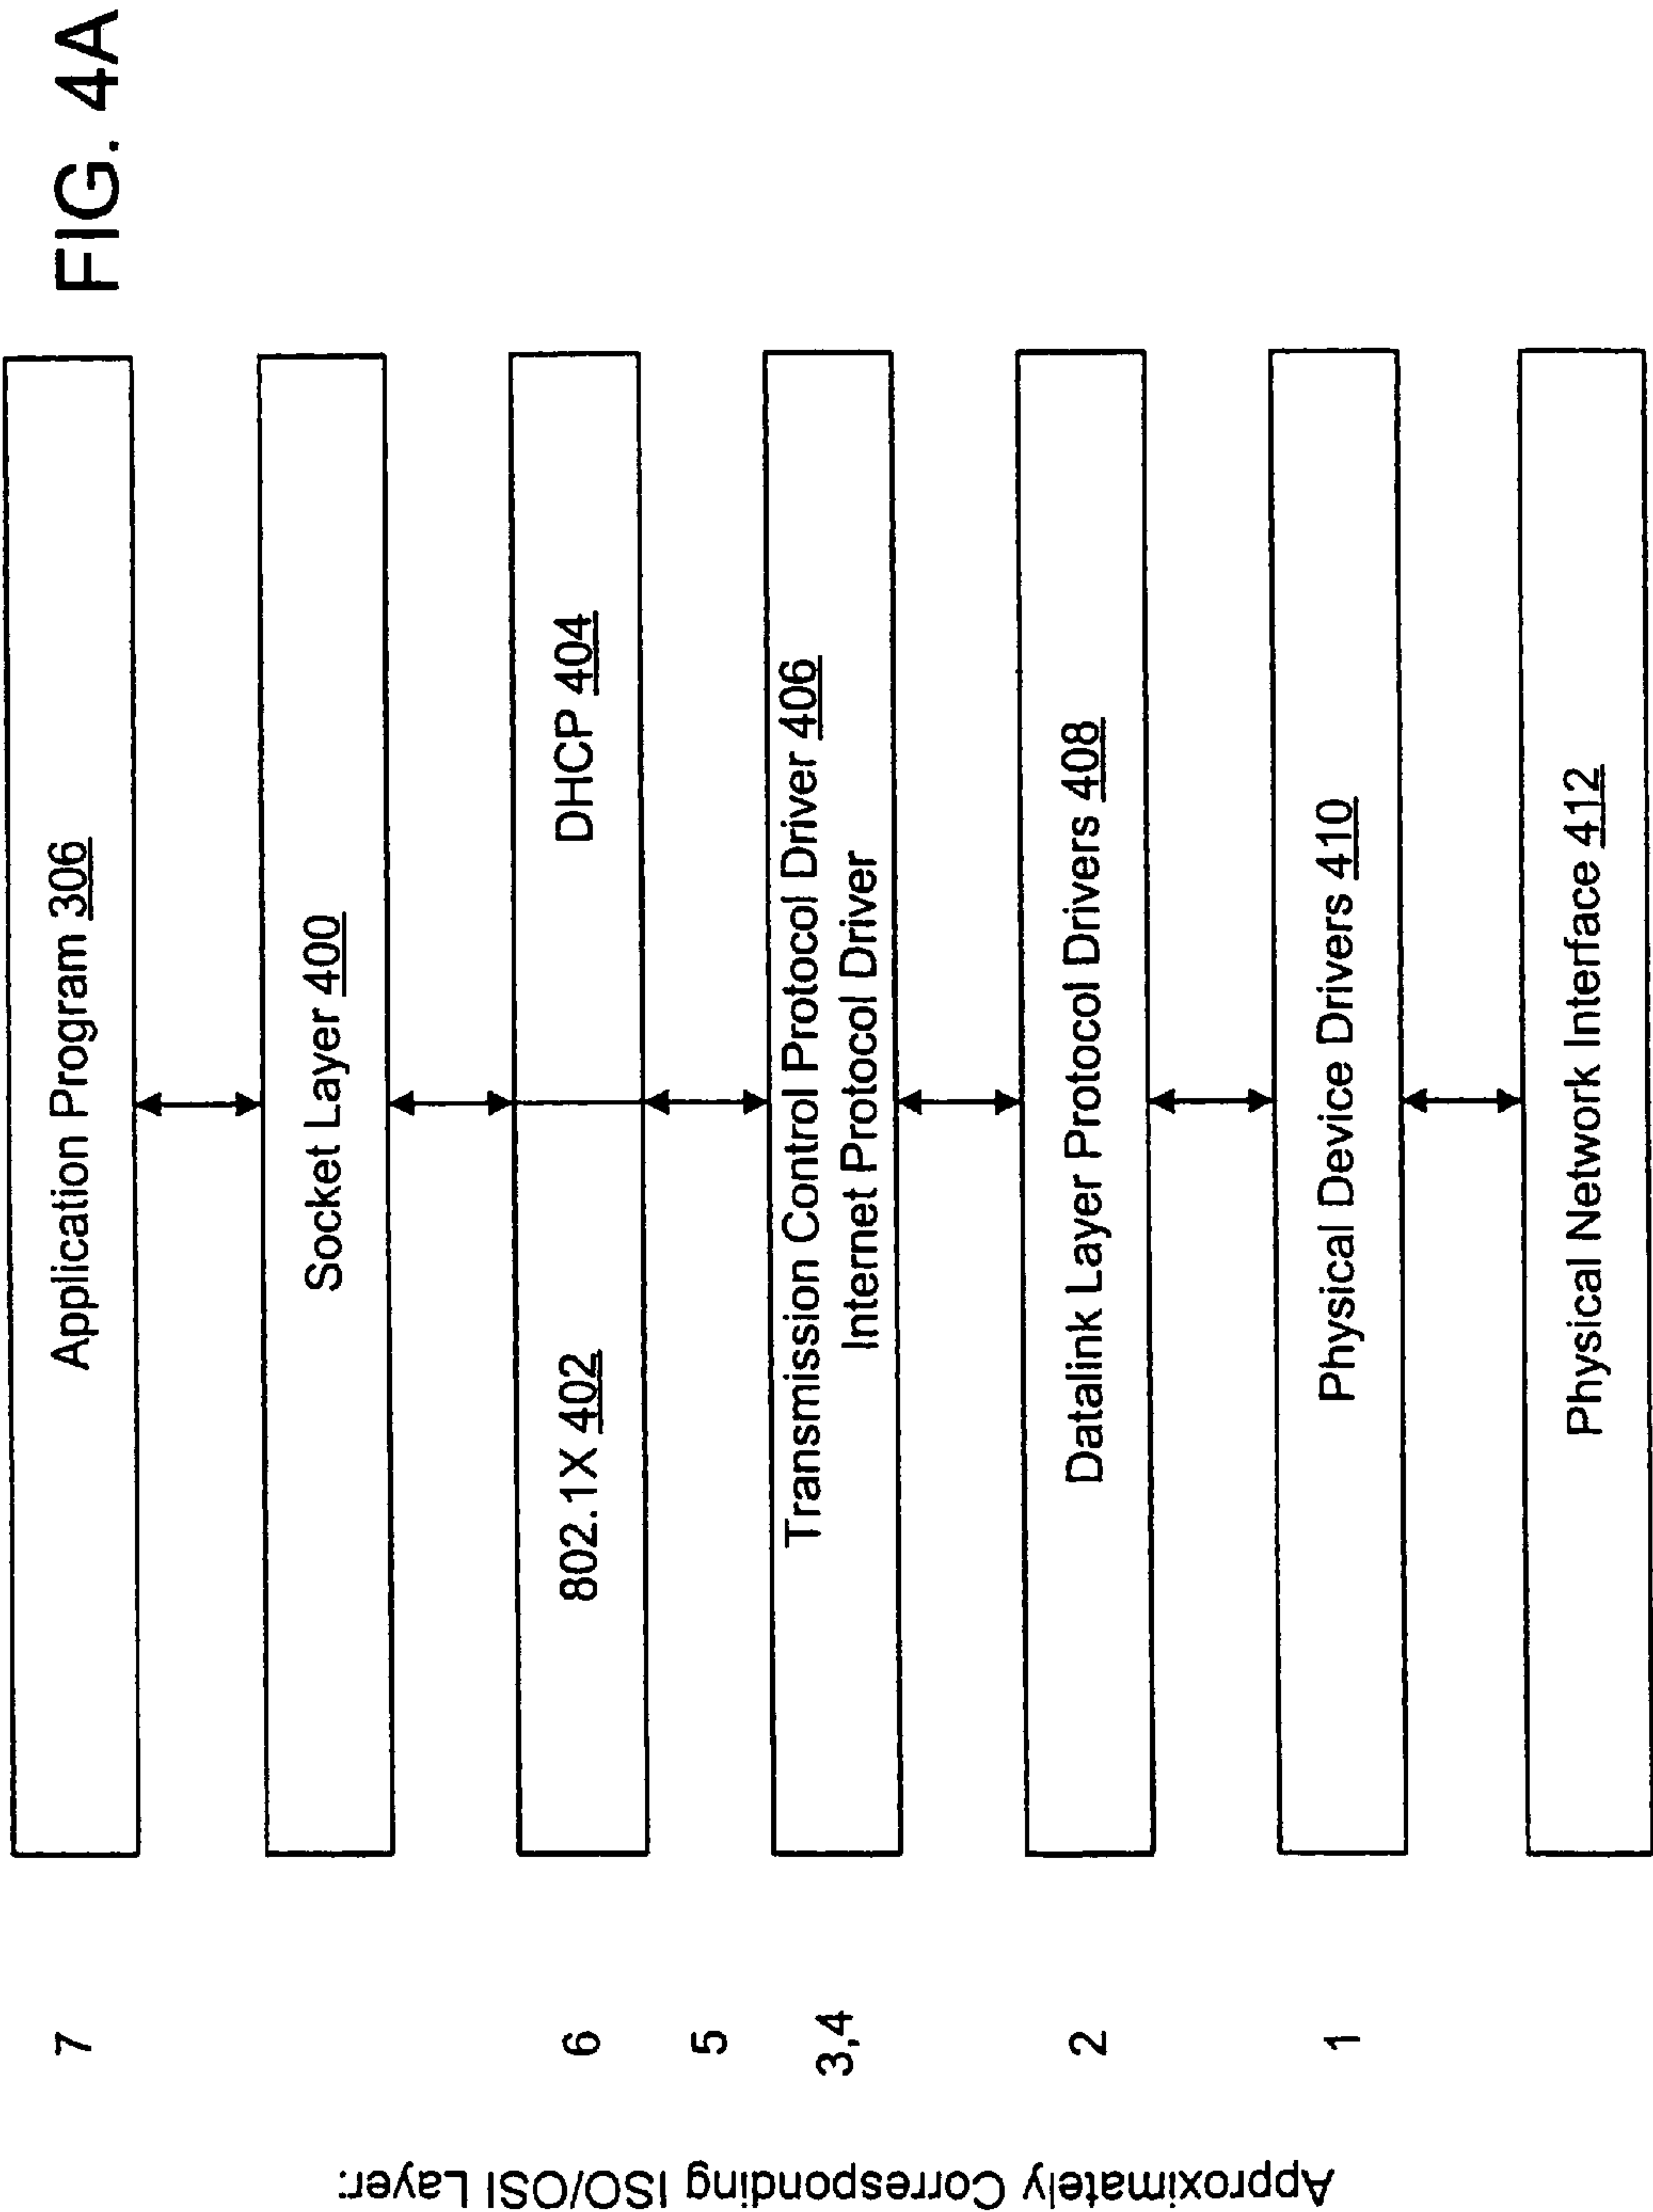 FIG. 4A
Approximately Corresponding ISO/OSI Layer:
7
Application Program 306
Socket Layer 400
6
802.1X 402
DHCP 404
5
3,4
Transmission Control Protocol Driver 406
Internet Protocol Driver
2
Datalink Layer Protocol Drivers 408
1
Physical Device Drivers 410
Physical Network Interface 412